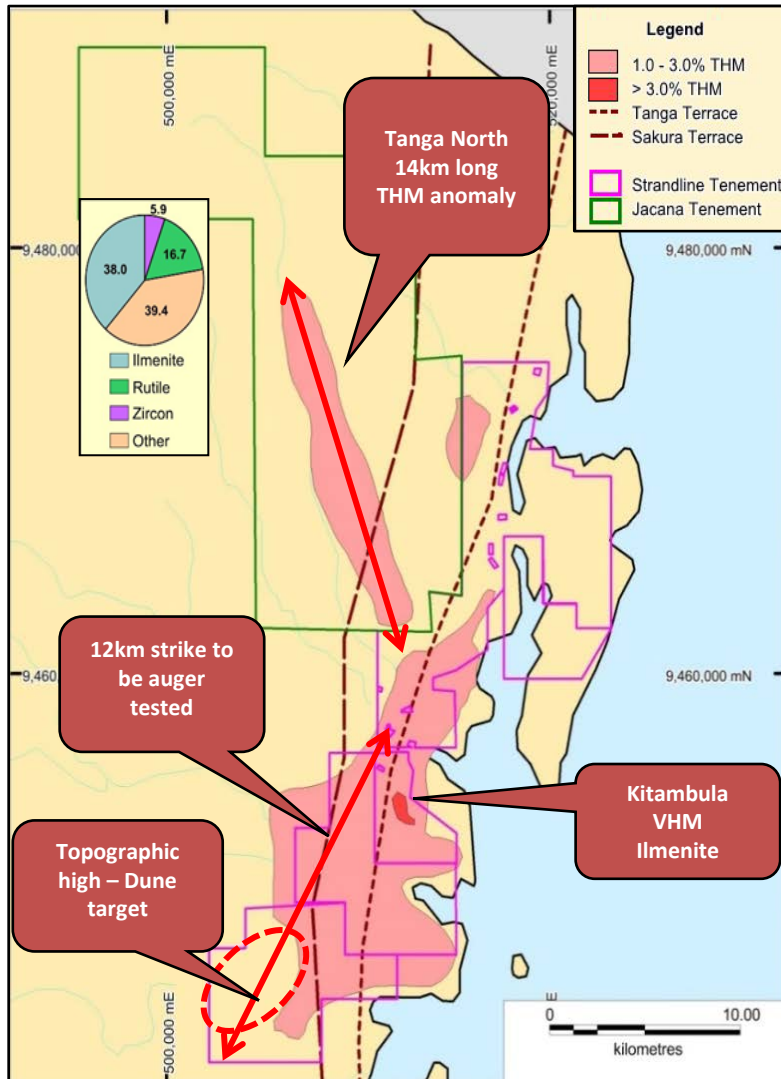 500,000 mE
520,000 mE
Legend
1.0 - 3.0% THM
> 3.0% THM
Tanga Terrace
Sakura Terrace
Strandline Tenement
Jacana Tenement
Tanga North
14km long
THM anomaly
5.9
16.7
38.0
39.4
Ilmenite
Rutile
Zircon
Other
9,480,000
9,480,000 mN
12km strike to
be auger
tested
9,460,
9,460,000 mN
Kitambula
VHM
Ilmenite
Topographic
high – Dune
target
500,000 mE
E
0
10.00
kilometres